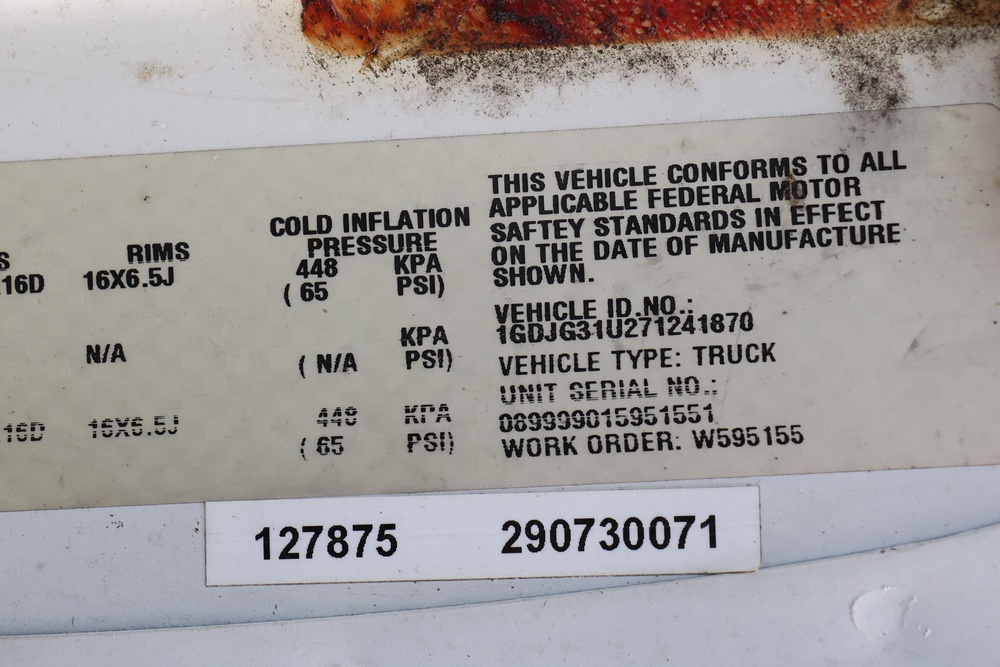 S
16D
RIMS
16X6.5J
N/A
16D 16X6.5J
COLD INFLATION
PRESSURE
448 KPA
( 65 PSI)
KPA
( N/A PSI)
448 KPA
( 65 PSI)
THIS VEHICLE CONFORMS TO ALL
APPLICABLE FEDERAL MOTOR
SAFTEY STANDARDS IN EFFECT
ON THE DATE OF MANUFACTURE
SHOWN.
VEHICLE ID.NO.:
1GDJG31U271241870
VEHICLE TYPE: TRUCK
UNIT SERIAL NO.:
089999015951551
WORK ORDER: W595155
127875 290730071